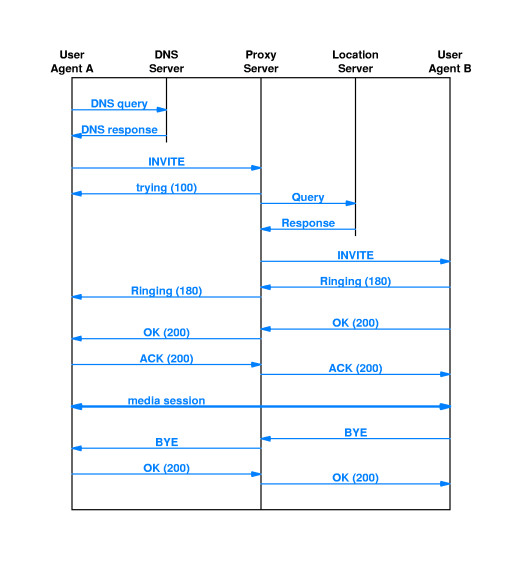 User
Agent A
DNS
Server
Proxy
Server
Location
Server
User
Agent B
DNS query
DNS response
INVITE
trying (100)
Query
Response
INVITE
Ringing (180)
Ringing (180)
OK (200)
OK (200)
ACK (200)
ACK (200)
media session
BYE
BYE
OK (200)
OK (200)